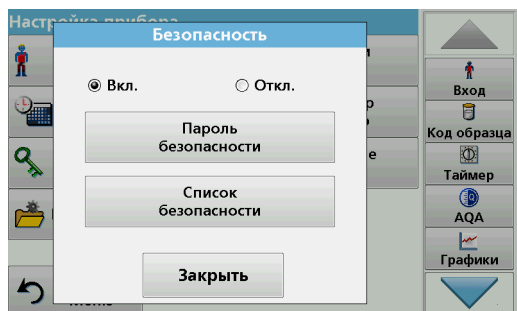 Настройка прибора
Безопасность
Вкл.
Откл.
Пароль
безопасности
Список
безопасности
Закрыть
Вход
Код образца
Таймер
AQA
Графики